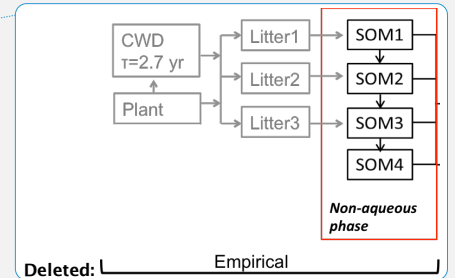 CWD
τ=2.7 yr
Plant
Litter1
Litter2
Litter3
SOM1
SOM2
SOM3
SOM4
Non-aqueous
phase
Empirical
Deleted: